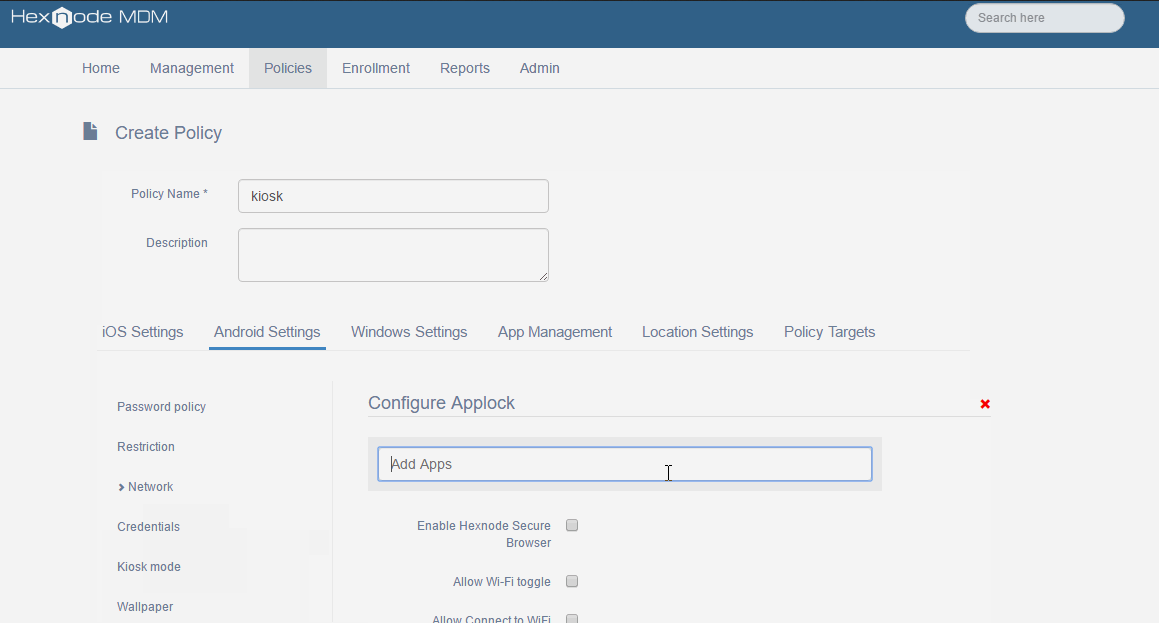 Hexnode MDM
Search here
Home Management Policies Enrollment Reports Admin
Create Policy
Policy Name * kiosk
Description
iOS Settings Android Settings Windows Settings App Management Location Settings Policy Targets
Password policy
Restriction
Network
Credentials
Kiosk mode
Wallpaper
Configure Applock
Add Apps
Enable Hexnode Secure
Browser
Allow Wi-Fi toggle
Allow Connect to WiFi